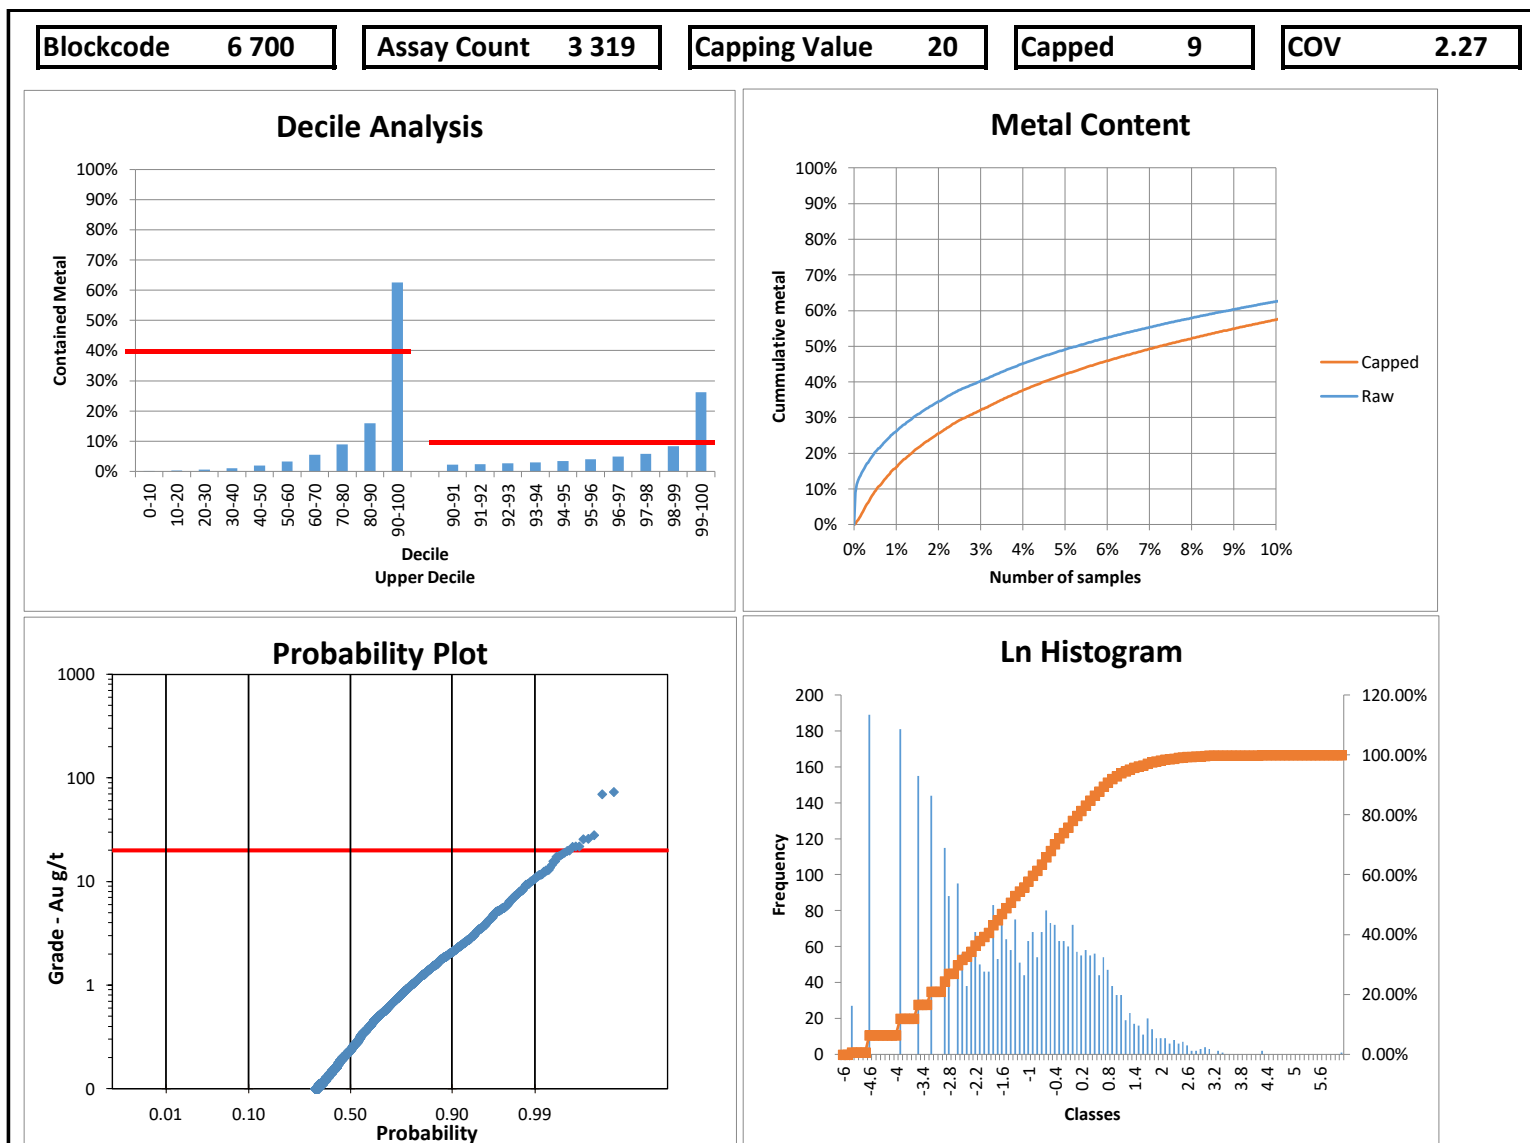 Blockcode 6 700 Assay Count 3 319 Capping Value 20 Capped 9 COV 2.27
Decile Analysis
Contained Metal
100%
90%
80%
70%
60%
50%
40%
30%
20%
10%
0%
0-10 10-20 20-30 30-40 40-50 50-60 60-70 70-80 80-90 90-100 90-91 91-92 92-93 93-94 94-95 95-96 96-97 97-98 98-99 99-100
Decile
Upper Decile
Metal Content
Cummulative metal
100%
90%
80%
70%
60%
50%
40%
30%
20%
10%
0%
0% 1% 2% 3% 4% 5% 6% 7% 8% 9% 10%
Number of samples
Capped
Raw
Probability Plot
Grade - Au g/t
1000
100
10
1
0
0.01 0.10 0.50 0.90 0.99
Probability
Ln Histogram
Frequency
200 120.00%
180
160 100.00%
140
120 80.00%
100
80 60.00%
60 40.00%
40
20 20.00%
0 0.00%
-6 -4.6 -4 -3.4 -2.8 -2.2 -1.6 -1 -0.4 0.2 0.8 1.4 2 2.6 3.2 3.8 4.4 5 5.6
Classes